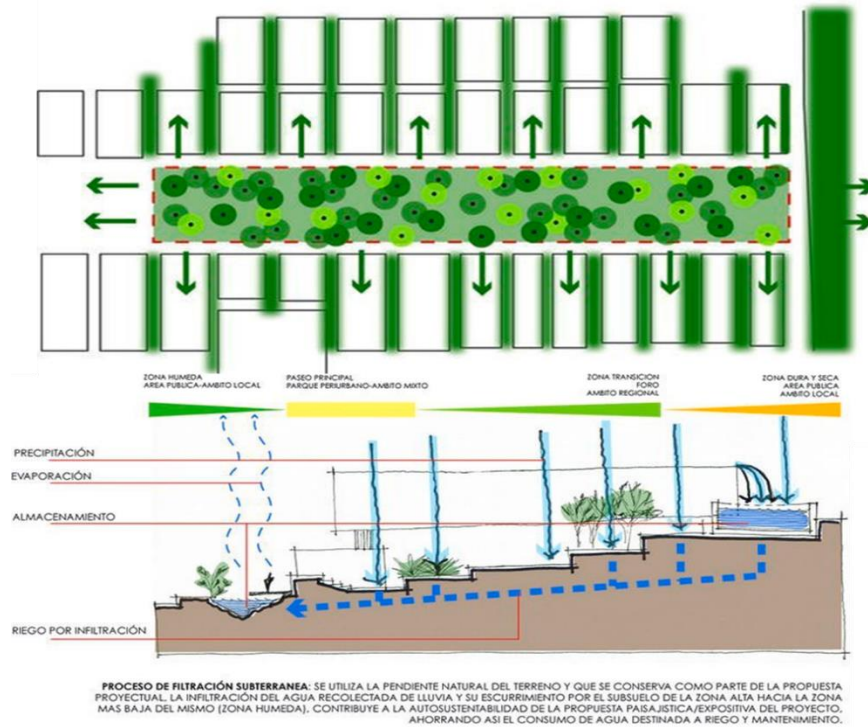 ZONA HUMEDA
AREA PUBLICA-AMBITO LOCAL
PASEO PRINCIPAL
PARQUE PERIURBANO-AMBITO MIXTO
ZONA TRANSICION
FORO
AMBITO REGIONAL
ZONA DURA Y SECA
AREA PUBLICA
AMBITO LOCAL
PRECIPITACIÓN
EVAPORACIÓN
ALMACENAMIENTO
RIEGO POR INFILTRACIÓN
PROCESO DE FILTRACIÓN SUBTERRANEA: SE UTILIZA LA PENDIENTE NATURAL DEL TERRENO Y QUE SE CONSERVA COMO PARTE DE LA PROPUESTA
PROYECTUAL, LA INFILTRACIÓN DEL AGUA RECOLECTADA DE LLUVIA Y SU ESCURRIMIENTO POR EL SUBSUELO DE LA ZONA ALTA HACIA LA ZONA
MAS BAJA DEL MISMO (ZONA HUMEDA), CONTRIBUYE A LA AUTOSUSTENTABILIDAD DE LA PROPUESTA PAISAJISTICA/EXPOSITIVA DEL PROYECTO,
AHORRANDO ASI EL CONSUMO DE AGUA DESTINADA A RIEGO Y MANTENIMIENTO.